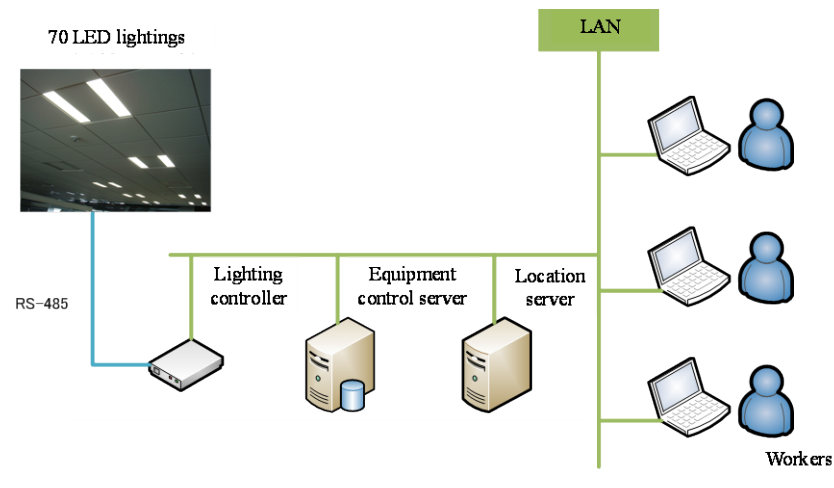 70 LED lightings
LAN
Lighting
controller
Equipment
control server
Location
server
RS-485
Workers